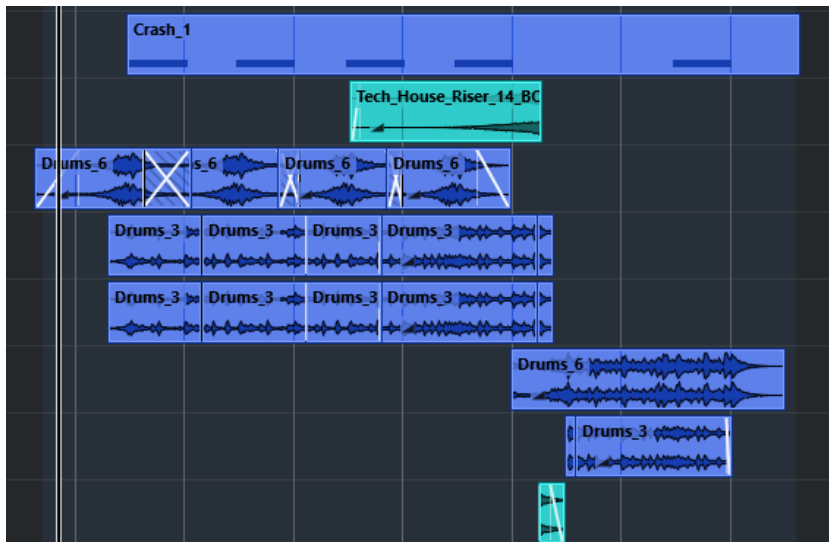 Crash_1
Tech_House_Riser_14_BC
Drums_6 s_6 Drums_6 Drums_6
Drums_3 Drums_3 Drums_3 Drums_3
Drums_3 Drums_3 Drums_3 Drums_3
Drums_6
Drums_3